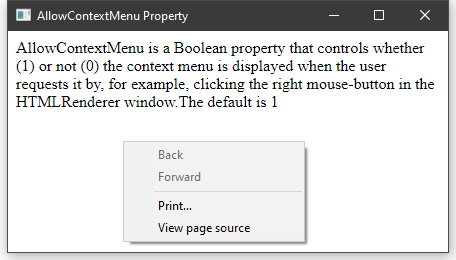 AllowContextMenu Property
AllowContextMenu is a Boolean property that controls whether
(1) or not (0) the context menu is displayed when the user
requests it by, for example, clicking the right mouse-button in the
HTMLRenderer window.The default is 1
Back
Forward
Print...
View page source